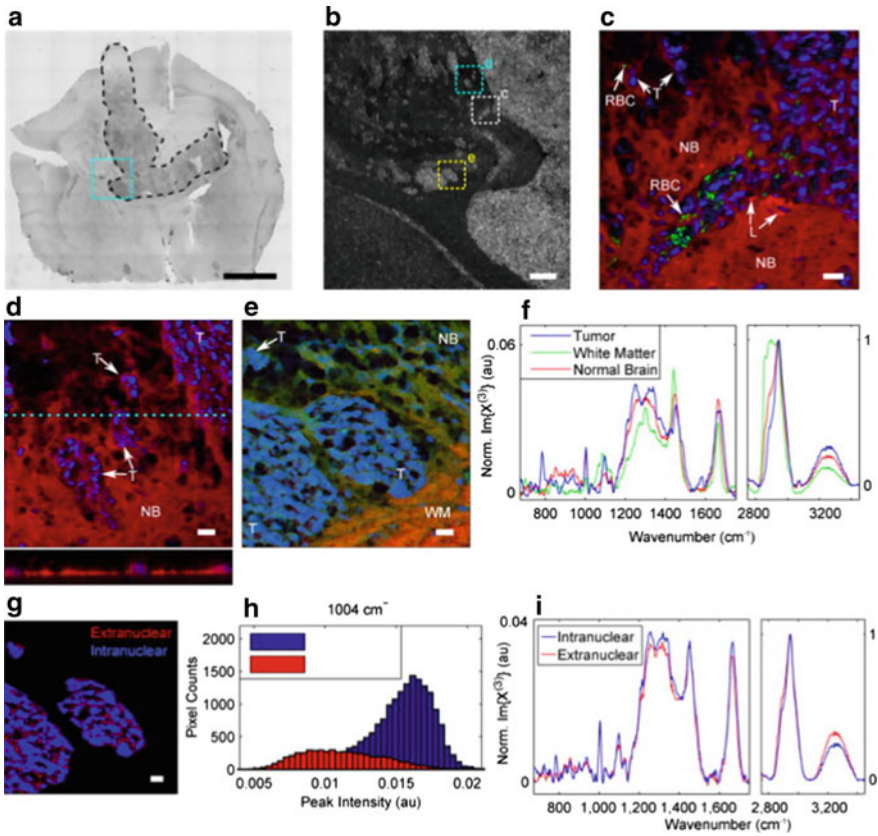 a
b
d
c
e
c
RBC
T
T
NB
RBC
L
NB
d
T
T
T
NB
e
T
NB
T
T
WM
f
0.06
0
Tumor
White Matter
Normal Brain
Norm. Im{X⁽³⁾} (au)
1
0
800 1000 1200 1400 1600 2800 3200
Wavenumber (cm⁻¹)
g
Extranuclear
Intranuclear
h
1004 cm⁻
2000
1500
1000
500
0
Pixel Counts
0.005 0.01 0.015 0.02
Peak Intensity (au)
i
0.04
0
Intranuclear
Extranuclear
Norm. Im{X⁽³⁾} (au)
1
0
800 1,000 1,200 1,400 1,600 2,800 3,200
Wavenumber (cm⁻¹)